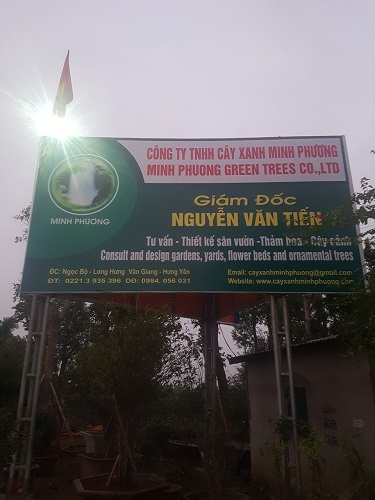 CÔNG TY TNHH CÂY XANH MINH PHƯƠNG
MINH PHUONG GREEN TREES CO.,LTD
MINH PHƯƠNG
Giám Đốc
NGUYỄN VĂN TIẾN
Tư vấn - Thiết kế sân vườn -Thảm hoa - Cây cảnh
Consult and design gardens, yards, flower beds and ornamental trees
ĐC: Ngọc Bộ - Long Hưng Văn Giang - Hưng Yên
ĐT: 0221.3 935 396 DĐ: 0984. 056 031
Email: cayxanhminhphuong@gmail.com
Website: www.cayxanhminhphuong.com